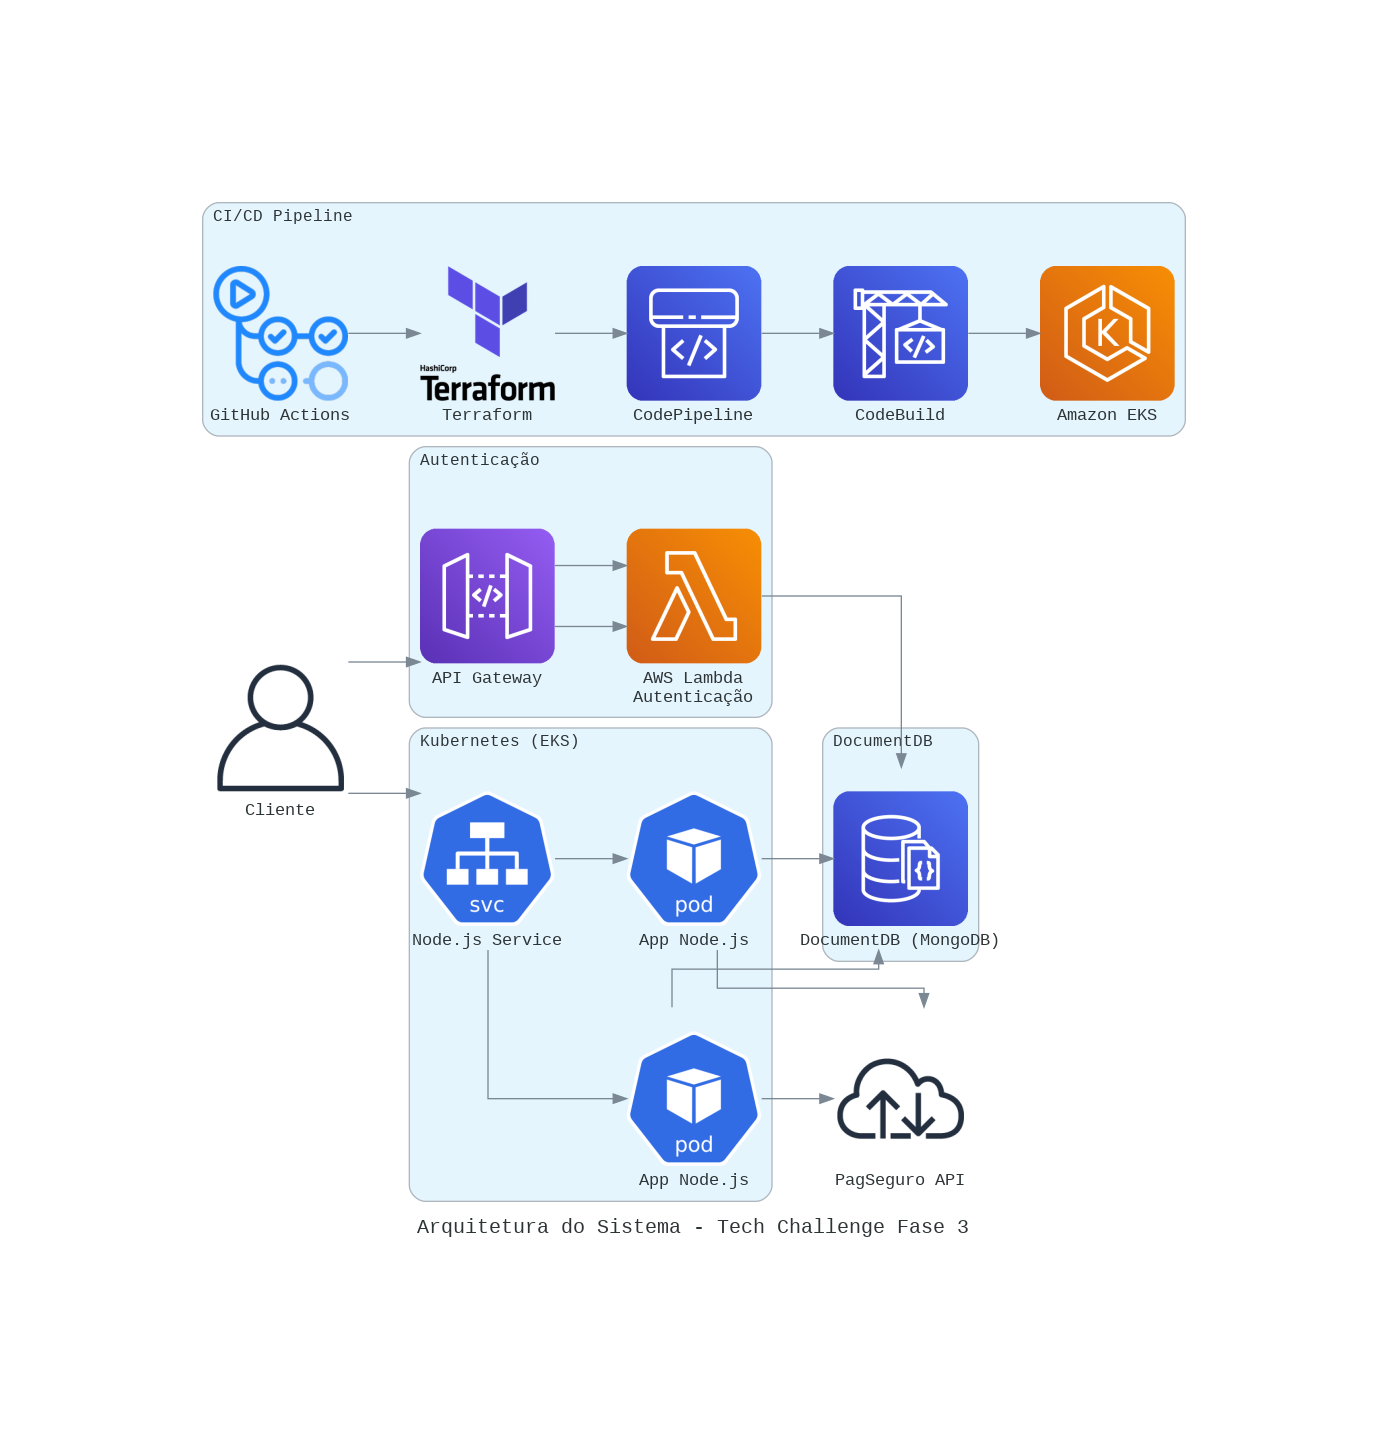 CI/CD Pipeline
HashiCorp
Terraform
GitHub Actions
Terraform
CodePipeline
CodeBuild
Amazon EKS
Autenticação
API Gateway
AWS Lambda
Autenticação
Cliente
Kubernetes (EKS)
DocumentDB
svc
pod
Node.js Service
App Node.js
DocumentDB (MongoDB)
pod
App Node.js
PagSeguro API
Arquitetura do Sistema - Tech Challenge Fase 3